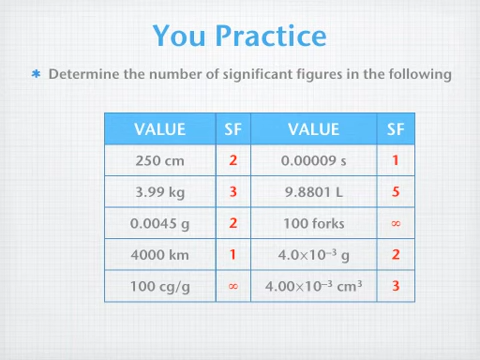 You Practice
* Determine the number of significant figures in the following
VALUE SF VALUE SF
250 cm 2 0.00009 s 1
3.99 kg 3 9.8801 L 5
0.0045 g 2 100 forks ∞
4000 km 1 4.0×10⁻³ g 2
100 cg/g ∞ 4.00×10⁻³ cm³ 3